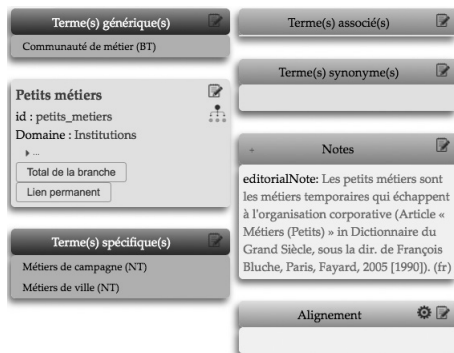 Terme(s) générique(s)
Communauté de métier (BT)
Petits métiers
id : petits_metiers
Domaine : Institutions
...
Total de la branche
Lien permanent
Terme(s) spécifique(s)
Métiers de campagne (NT)
Métiers de ville (NT)
Terme(s) associé(s)
Terme(s) synonyme(s)
+ Notes
editorialNote: Les petits métiers sont
les métiers temporaires qui échappent
à l'organisation corporative (Article «
Métiers (Petits) » in Dictionnaire du
Grand Siècle, sous la dir. de François
Bluche, Paris, Fayard, 2005 [1990]). (fr)
Alignement